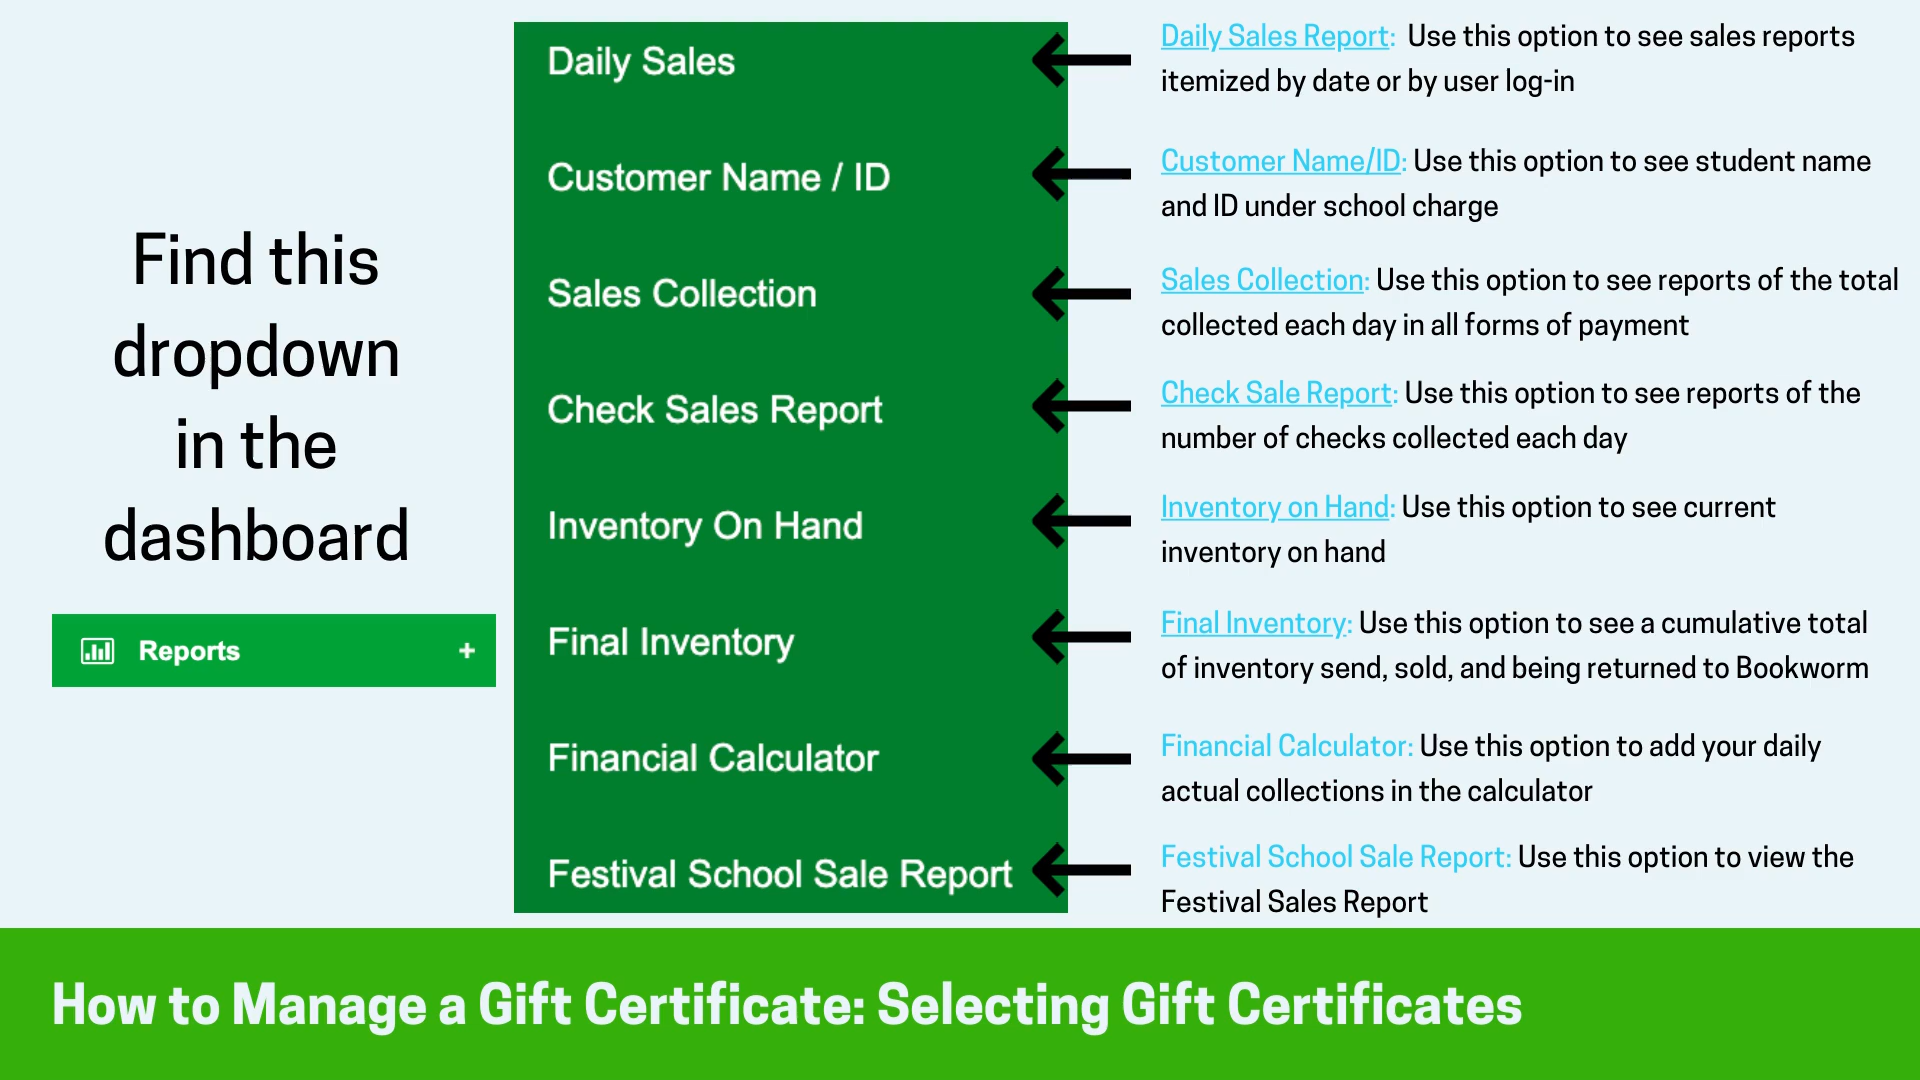 Find this
dropdown
in the
dashboard
Reports +
Daily Sales
Customer Name / ID
Sales Collection
Check Sales Report
Inventory On Hand
Final Inventory
Financial Calculator
Festival School Sale Report
Daily Sales Report: Use this option to see sales reports
itemized by date or by user log-in
Customer Name/ID: Use this option to see student name
and ID under school charge
Sales Collection: Use this option to see reports of the total
collected each day in all forms of payment
Check Sale Report: Use this option to see reports of the
number of checks collected each day
Inventory on Hand: Use this option to see current
inventory on hand
Final Inventory: Use this option to see a cumulative total
of inventory send, sold, and being returned to Bookworm
Financial Calculator: Use this option to add your daily
actual collections in the calculator
Festival School Sale Report: Use this option to view the
Festival Sales Report
How to Manage a Gift Certificate: Selecting Gift Certificates